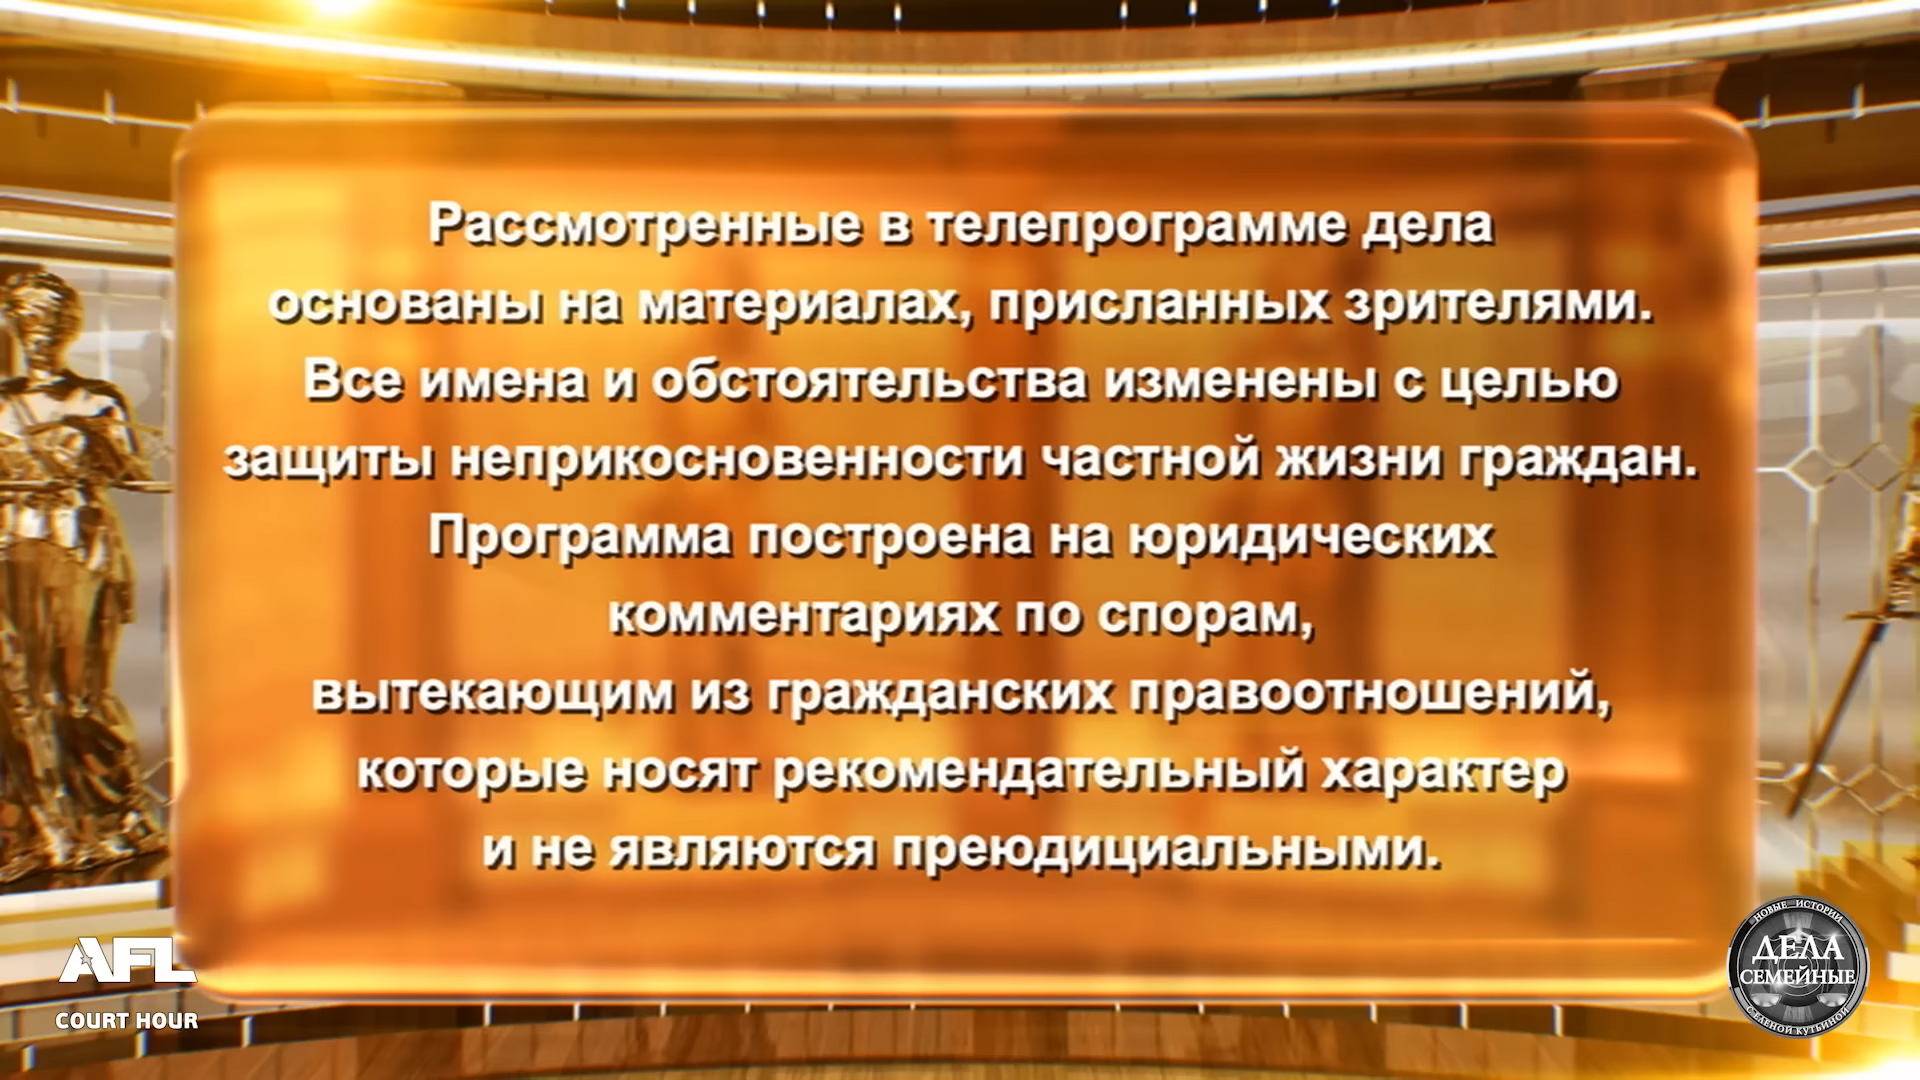 Рассмотренные в телепрограмме дела
основаны на материалах, присланных зрителями.
Все имена и обстоятельства изменены с целью
защиты неприкосновенности частной жизни граждан.
Программа построена на юридических
комментариях по спорам,
вытекающим из гражданских правоотношений,
которые носят рекомендательный характер
и не являются преюдициальными.
AFL
COURT HOUR
НОВЫЕ ИСТОРИИ
ДЕЛА
СЕМЕЙНЫЕ
С ЕЛЕНОЙ КУТЬИНОЙ